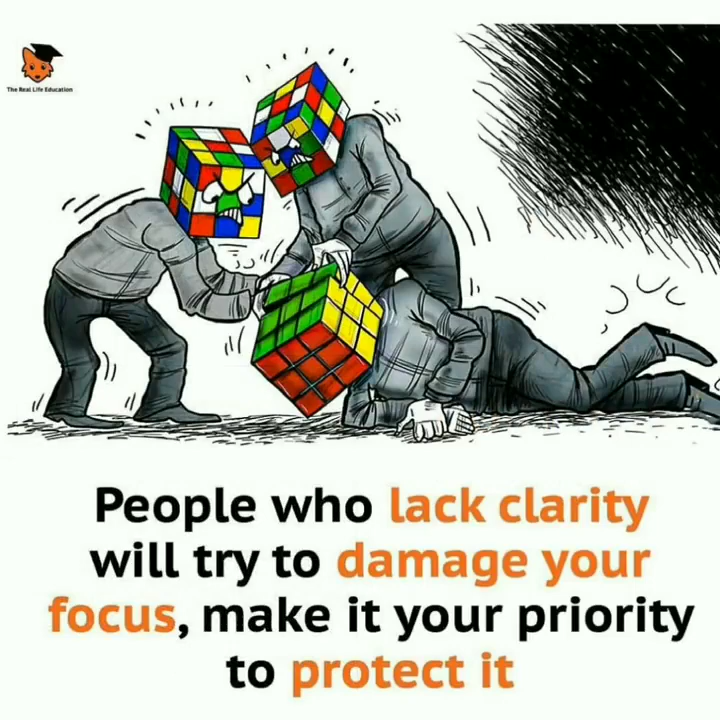 The Real Life Education
People who lack clarity
will try to damage your
focus, make it your priority
to protect it